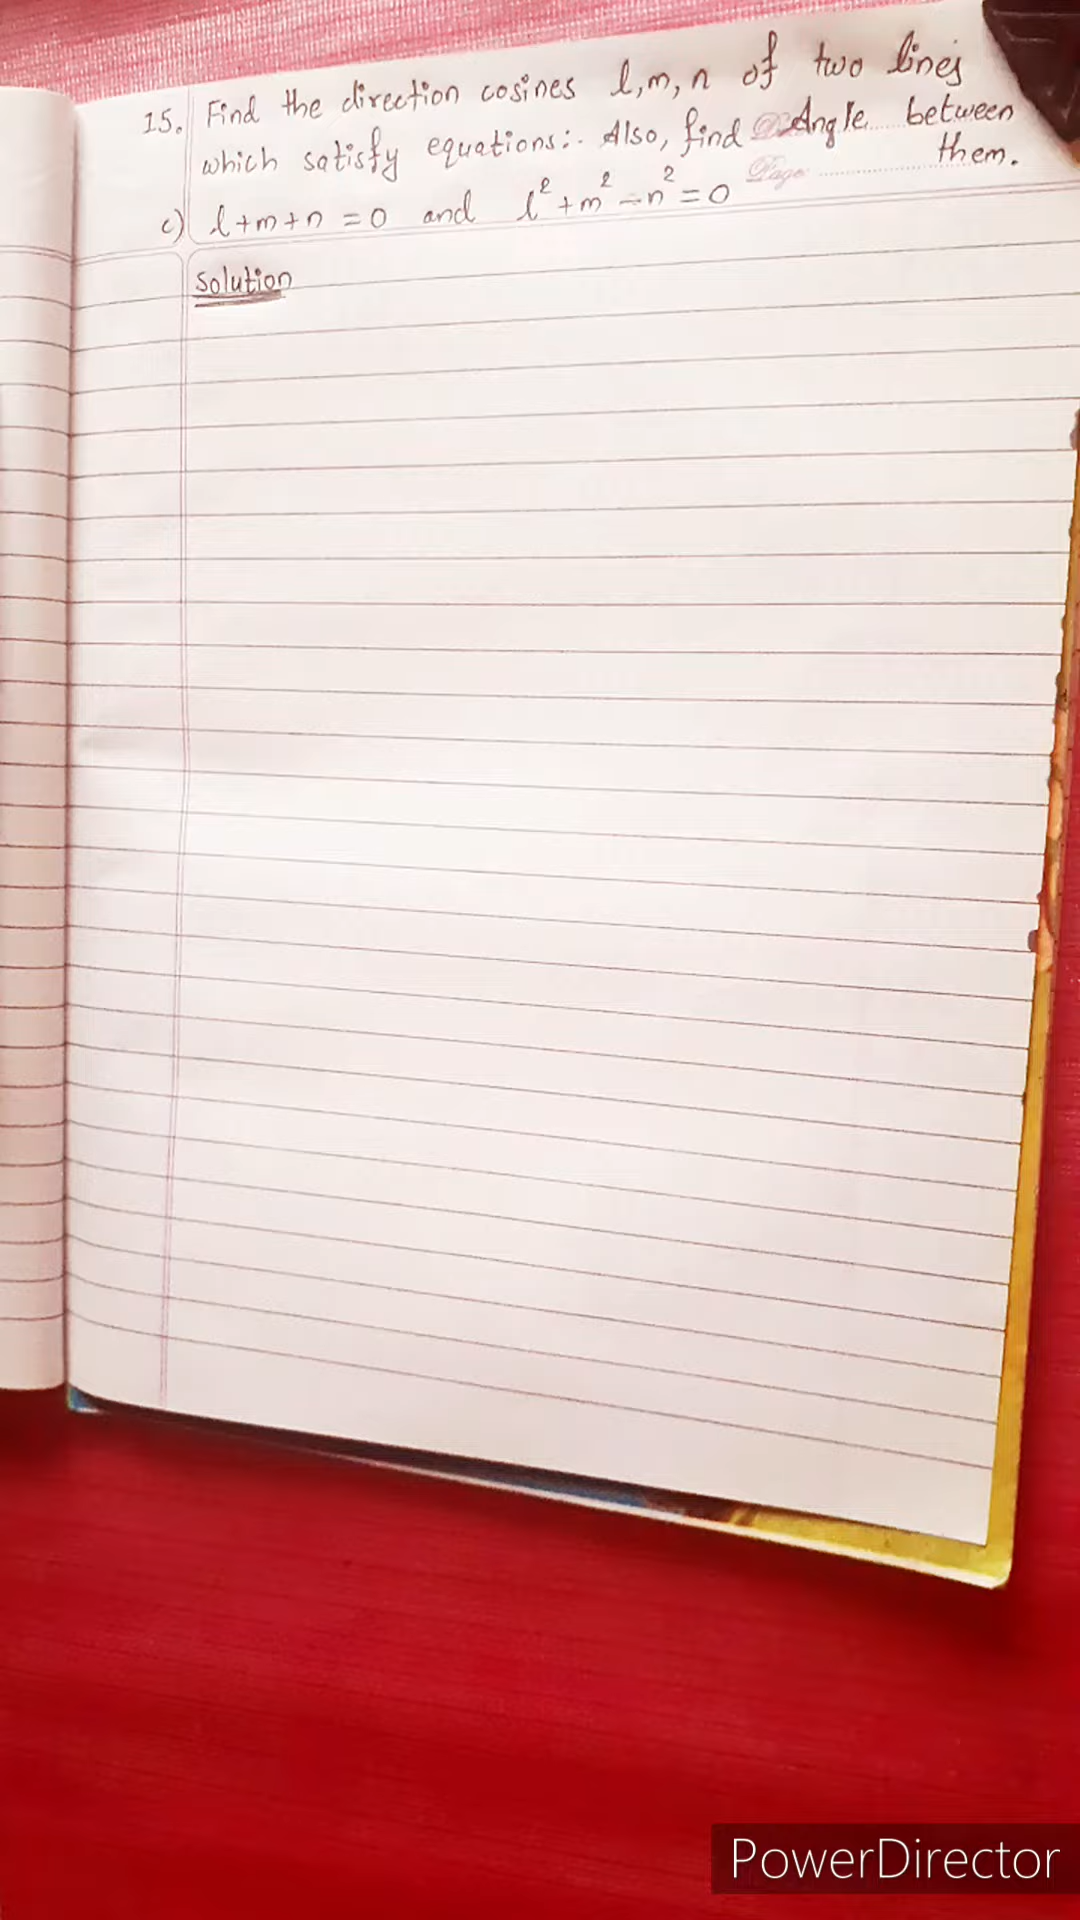 15. Find the direction cosines l, m, n of two lines
which satisfy equations:- Also, find Angle between
them.
Page
c) l+m+n=0 and l²+m²-n²=0
Solution
PowerDirector